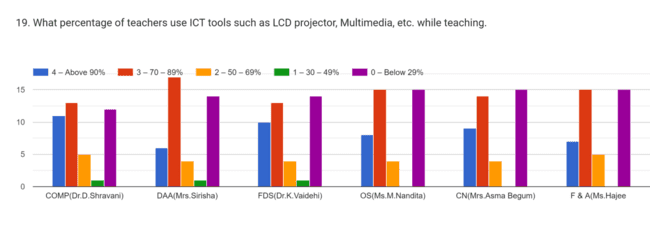 19. What percentage of teachers use ICT tools such as LCD projector, Multimedia, etc. while teaching.
4 – Above 90% 3 – 70 – 89% 2 – 50 – 69% 1 – 30 – 49% 0 – Below 29%
15
10
5
0
COMP(Dr.D.Shravani) DAA(Mrs.Sirisha) FDS(Dr.K.Vaidehi) OS(Ms.M.Nandita) CN(Mrs.Asma Begum) F & A(Ms.Hajee